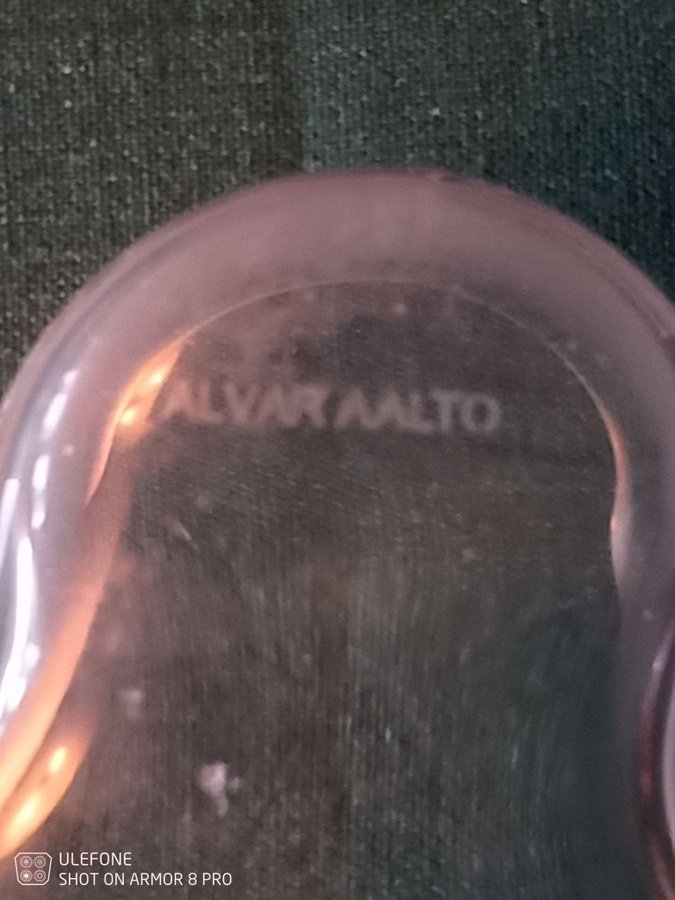 ALVAR AALTO
ULEFONE
SHOT ON ARMOR 8 PRO